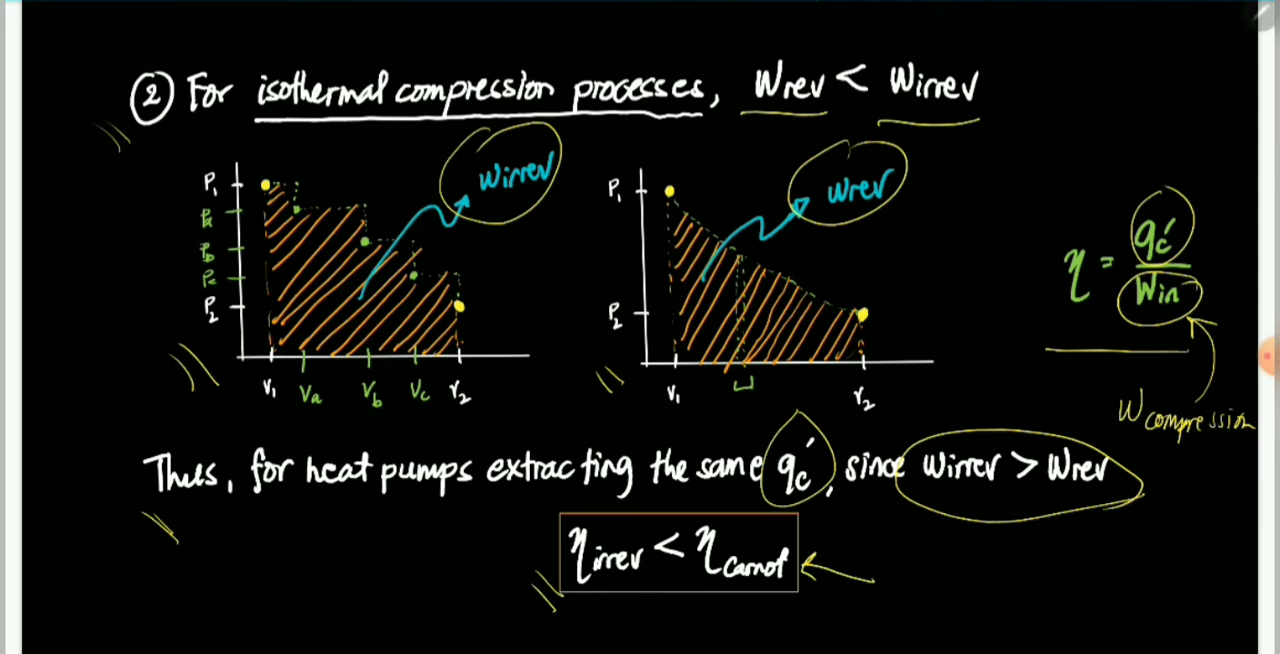 ② For isothermal compression processes, Wrev < Wirrev
Wirrev
P₁
Pa
Pb
Pc
P₂
V₁ Va Vb Vc V₂
Wrev
P₁
P₂
V₁ V₂
η = qc′ / Win
Wcompression
Thus, for heat pumps extracting the same qc′, since Wirrev > Wrev
ηirrev < ηcarnot